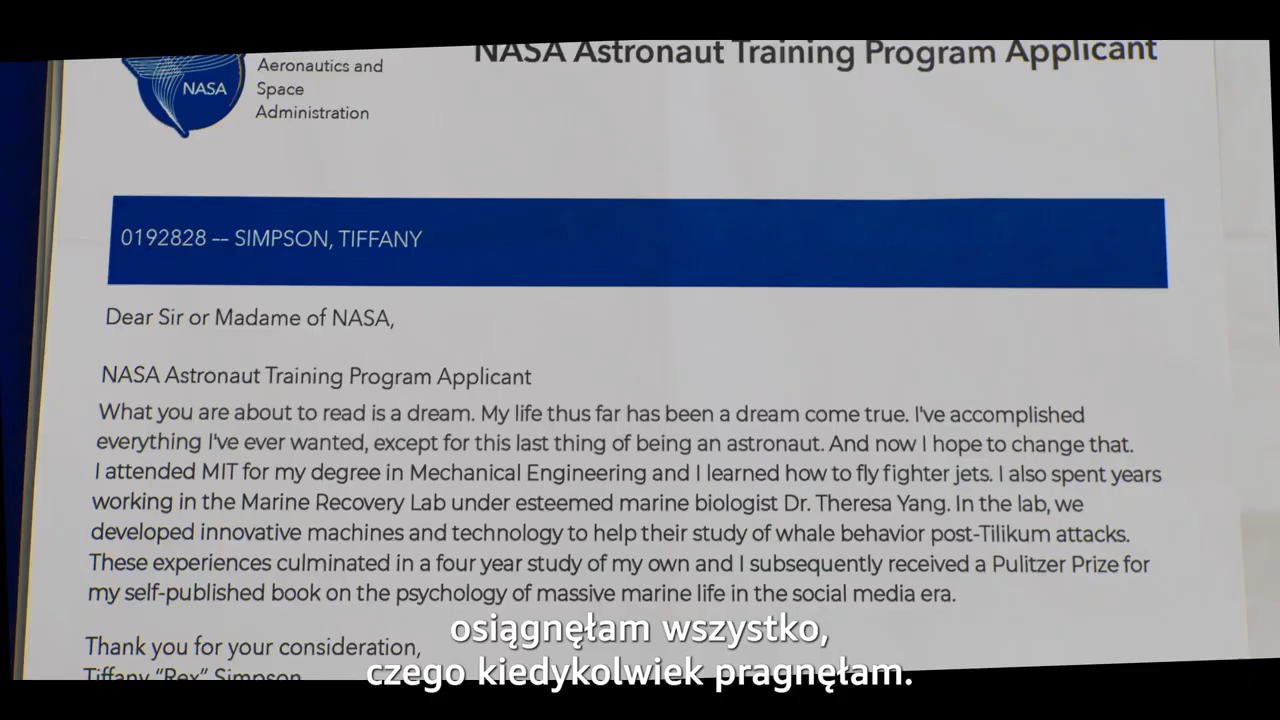 NASA Astronaut Training Program Applicant
Aeronautics and
Space
Administration
NASA
0192828 -- SIMPSON, TIFFANY
Dear Sir or Madame of NASA,
NASA Astronaut Training Program Applicant
What you are about to read is a dream. My life thus far has been a dream come true. I've accomplished
everything I've ever wanted, except for this last thing of being an astronaut. And now I hope to change that.
I attended MIT for my degree in Mechanical Engineering and I learned how to fly fighter jets. I also spent years
working in the Marine Recovery Lab under esteemed marine biologist Dr. Theresa Yang. In the lab, we
developed innovative machines and technology to help their study of whale behavior post-Tilikum attacks.
These experiences culminated in a four year study of my own and I subsequently received a Pulitzer Prize for
my self-published book on the psychology of massive marine life in the social media era.
Thank you for your consideration,
Tiffany "Rex" Simpson
osiągnęłam wszystko,
czego kiedykolwiek pragnęłam.